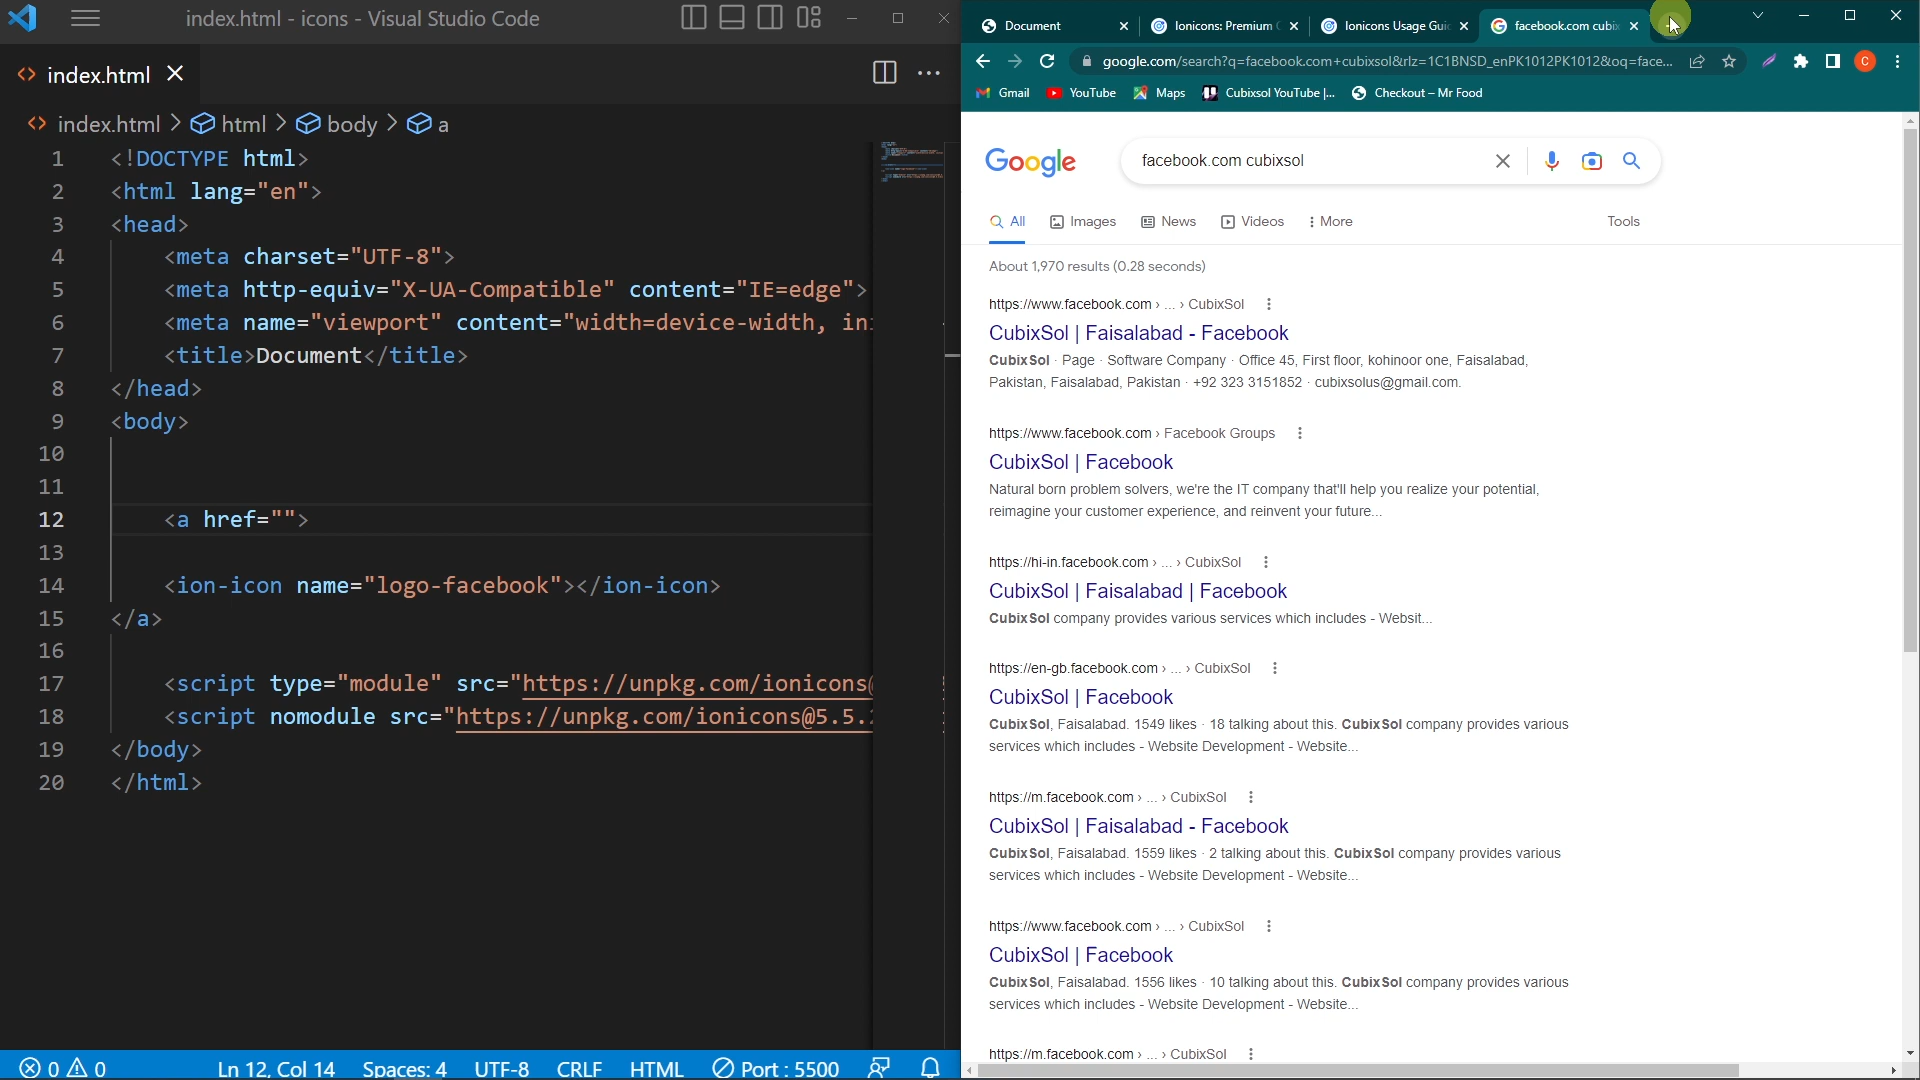 index.html - icons - Visual Studio Code
index.html
index.html > html > body > a
1 <!DOCTYPE html>
2 <html lang="en">
3 <head>
4 <meta charset="UTF-8">
5 <meta http-equiv="X-UA-Compatible" content="IE=edge">
6 <meta name="viewport" content="width=device-width, in
7 <title>Document</title>
8 </head>
9 <body>
10
11
12 <a href="">
13
14 <ion-icon name="logo-facebook"></ion-icon>
15 </a>
16
17 <script type="module" src="https://unpkg.com/ionicons@
18 <script nomodule src="https://unpkg.com/ionicons@5.5.2
19 </body>
20 </html>
0 0 Ln 12, Col 14 Spaces: 4 UTF-8 CRLF HTML Port : 5500
Document Ionicons: Premium Ionicons Usage Gui facebook.com cubix
google.com/search?q=facebook.com+cubixsol&rlz=1C1BNSD_enPK1012PK1012&oq=face...
C
Gmail YouTube Maps Cubixsol YouTube |... Checkout – Mr Food
Google facebook.com cubixsol
All Images News Videos More Tools
About 1,970 results (0.28 seconds)
https://www.facebook.com › ... › CubixSol
CubixSol | Faisalabad - Facebook
CubixSol · Page · Software Company · Office 45, First floor, kohinoor one, Faisalabad,
Pakistan, Faisalabad, Pakistan · +92 323 3151852 · cubixsolus@gmail.com.
https://www.facebook.com › Facebook Groups
CubixSol | Facebook
Natural born problem solvers, we're the IT company that'll help you realize your potential,
reimagine your customer experience, and reinvent your future...
https://hi-in.facebook.com › ... › CubixSol
CubixSol | Faisalabad | Facebook
CubixSol company provides various services which includes - Websit...
https://en-gb.facebook.com › ... › CubixSol
CubixSol | Facebook
CubixSol, Faisalabad. 1549 likes · 18 talking about this. CubixSol company provides various
services which includes - Website Development - Website...
https://m.facebook.com › ... › CubixSol
CubixSol | Faisalabad - Facebook
CubixSol, Faisalabad. 1559 likes · 2 talking about this. CubixSol company provides various
services which includes - Website Development - Website...
https://www.facebook.com › ... › CubixSol
CubixSol | Facebook
CubixSol, Faisalabad. 1556 likes · 10 talking about this. CubixSol company provides various
services which includes - Website Development - Website...
https://m.facebook.com › ... › CubixSol